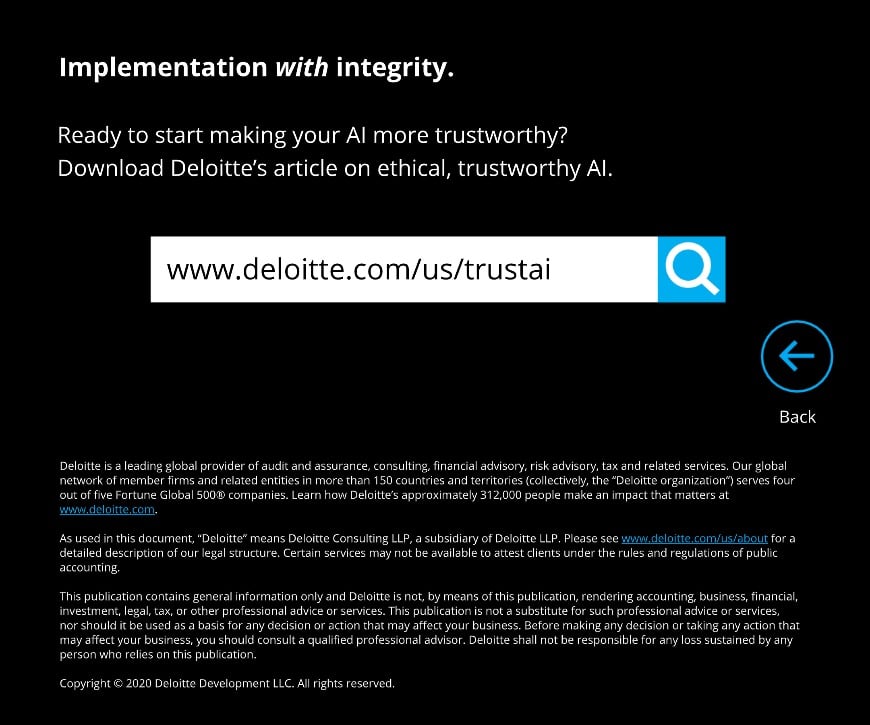 Implementation with integrity.
Ready to start making your AI more trustworthy?
Download Deloitte’s article on ethical, trustworthy AI.
www.deloitte.com/us/trustai
Back
Deloitte is a leading global provider of audit and assurance, consulting, financial advisory, risk advisory, tax and related services. Our global
network of member firms and related entities in more than 150 countries and territories (collectively, the “Deloitte organization”) serves four
out of five Fortune Global 500® companies. Learn how Deloitte’s approximately 312,000 people make an impact that matters at
www.deloitte.com.
As used in this document, “Deloitte” means Deloitte Consulting LLP, a subsidiary of Deloitte LLP. Please see www.deloitte.com/us/about for a
detailed description of our legal structure. Certain services may not be available to attest clients under the rules and regulations of public
accounting.
This publication contains general information only and Deloitte is not, by means of this publication, rendering accounting, business, financial,
investment, legal, tax, or other professional advice or services. This publication is not a substitute for such professional advice or services,
nor should it be used as a basis for any decision or action that may affect your business. Before making any decision or taking any action that
may affect your business, you should consult a qualified professional advisor. Deloitte shall not be responsible for any loss sustained by any
person who relies on this publication.
Copyright © 2020 Deloitte Development LLC. All rights reserved.